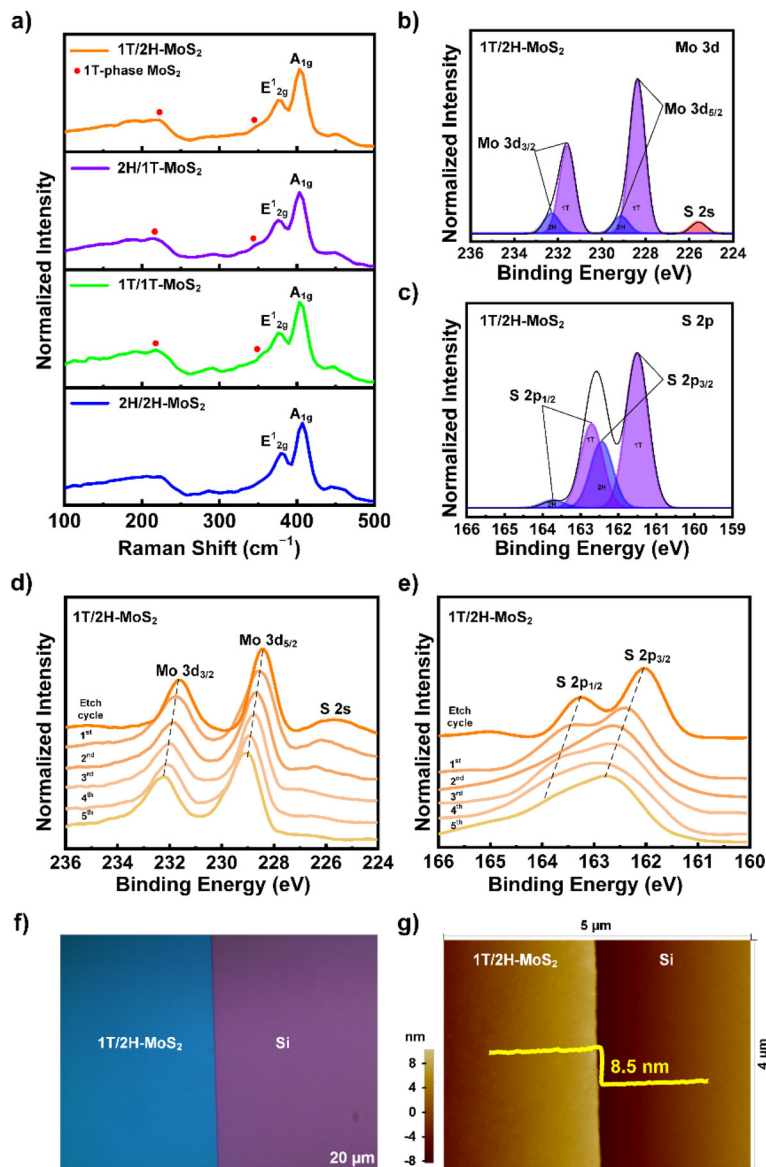 a)
1T/2H-MoS₂
1T-phase MoS₂
E¹₂g
A₁g
2H/1T-MoS₂
E¹₂g
A₁g
1T/1T-MoS₂
E¹₂g
A₁g
2H/2H-MoS₂
E¹₂g
A₁g
Normalized Intensity
100 200 300 400 500
Raman Shift (cm⁻¹)
b)
1T/2H-MoS₂ Mo 3d
Mo 3d₅/₂
Mo 3d₃/₂
S 2s
2H 1T 2H 1T
Normalized Intensity
236 234 232 230 228 226 224
Binding Energy (eV)
c)
1T/2H-MoS₂ S 2p
S 2p₃/₂
S 2p₁/₂
2H 1T 2H 1T
Normalized Intensity
166 165 164 163 162 161 160 159
Binding Energy (eV)
d)
1T/2H-MoS₂
Mo 3d₅/₂
Mo 3d₃/₂
S 2s
Etch
cycle
1ˢᵗ
2ⁿᵈ
3ʳᵈ
4ᵗʰ
5ᵗʰ
Normalized Intensity
236 234 232 230 228 226 224
Binding Energy (eV)
e)
1T/2H-MoS₂
S 2p₃/₂
S 2p₁/₂
Etch
cycle
1ˢᵗ
2ⁿᵈ
3ʳᵈ
4ᵗʰ
5ᵗʰ
Normalized Intensity
166 165 164 163 162 161 160
Binding Energy (eV)
f)
1T/2H-MoS₂ Si
20 µm
g)
5 µm
1T/2H-MoS₂ Si
4 µm
8.5 nm
nm
8
4
0
-4
-8